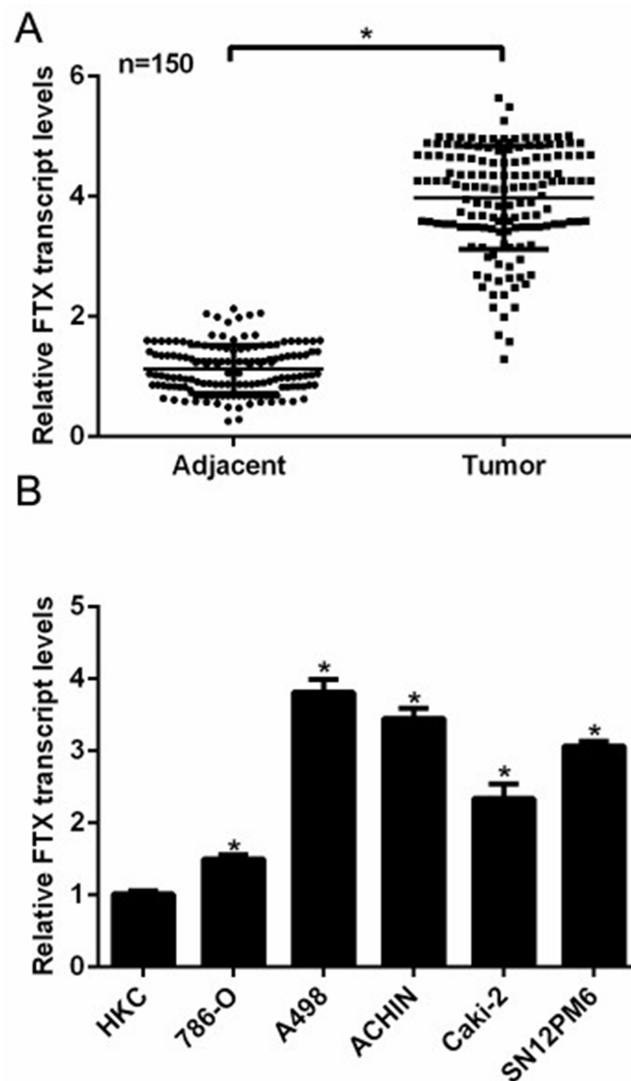 A
*
n=150
Relative FTX transcript levels
6
4
2
0
Adjacent
Tumor
B
Relative FTX transcript levels
5
4
3
2
1
0
*
*
*
*
*
HKC
786-O
A498
ACHIN
Caki-2
SN12PM6